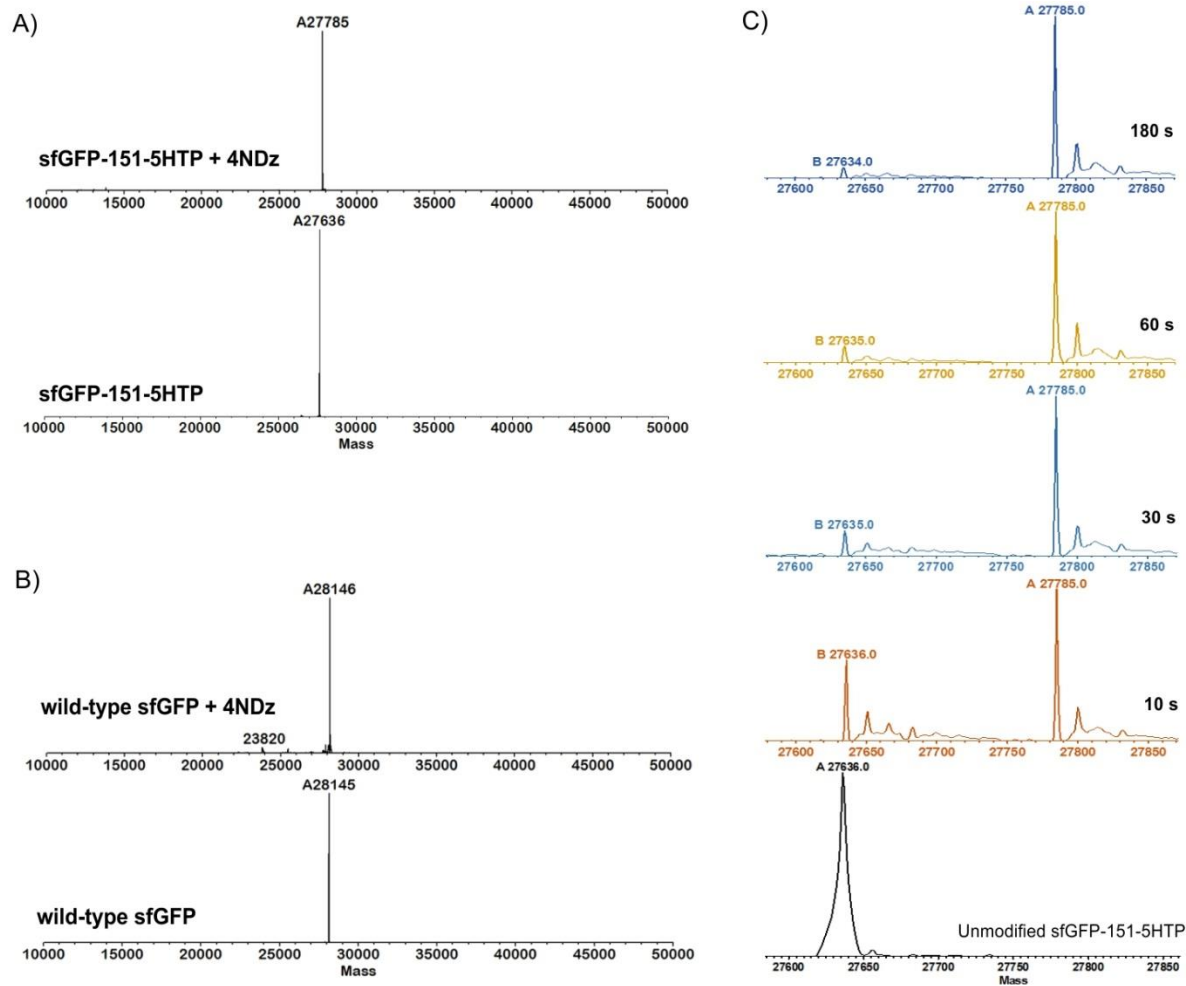 A)
A27785
sfGFP-151-5HTP + 4NDz
10000 15000 20000 25000 30000 35000 40000 45000 50000
A27636
sfGFP-151-5HTP
10000 15000 20000 25000 30000 35000 40000 45000 50000
Mass
B)
A28146
wild-type sfGFP + 4NDz
23820
10000 15000 20000 25000 30000 35000 40000 45000 50000
A28145
wild-type sfGFP
10000 15000 20000 25000 30000 35000 40000 45000 50000
Mass
C)
A 27785.0
180 s
B 27634.0
27600 27650 27700 27750 27800 27850
A 27785.0
60 s
B 27635.0
27600 27650 27700 27750 27800 27850
A 27785.0
30 s
B 27635.0
27600 27650 27700 27750 27800 27850
A 27785.0
B 27636.0
10 s
27600 27650 27700 27750 27800 27850
A 27636.0
Unmodified sfGFP-151-5HTP
27600 27650 27700 27750 27800 27850
Mass